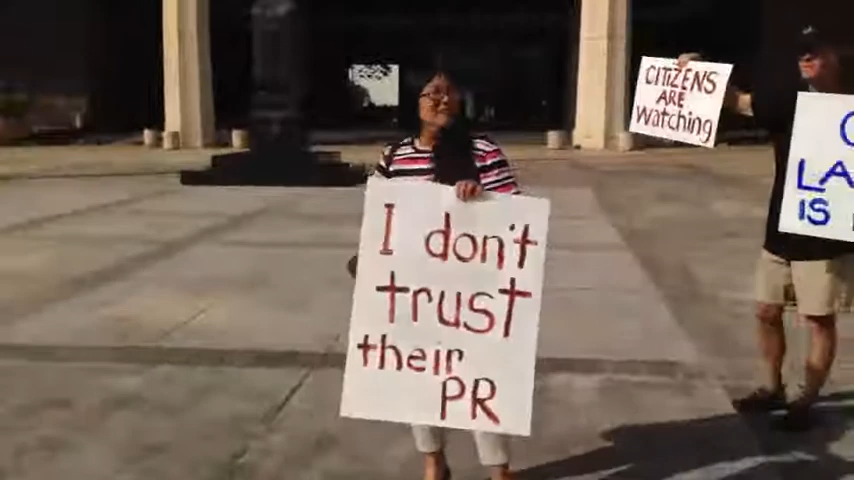 I don't
trust
their
PR
CITIZENS
ARE
WATCHING
LA
IS